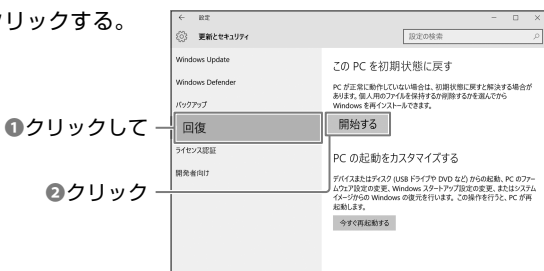 クリックする。
← 設定
更新とセキュリティ
設定の検索
Windows Update
Windows Defender
バックアップ
回復
ライセンス認証
開発者向け
この PC を初期状態に戻す
PC が正常に動作していない場合は、初期状態に戻すと解決する場合が
あります。個人用のファイルを保持するか削除するかを選んでから
Windows を再インストールできます。
開始する
PC の起動をカスタマイズする
デバイスまたはディスク (USB ドライブや DVD など) からの起動、PC のファー
ムウェア設定の変更、Windows スタートアップ設定の変更、またはシステム
イメージからの Windows の復元を行います。この操作を行うと、PC が再
起動します。
今すぐ再起動する
❶クリックして
❷クリック